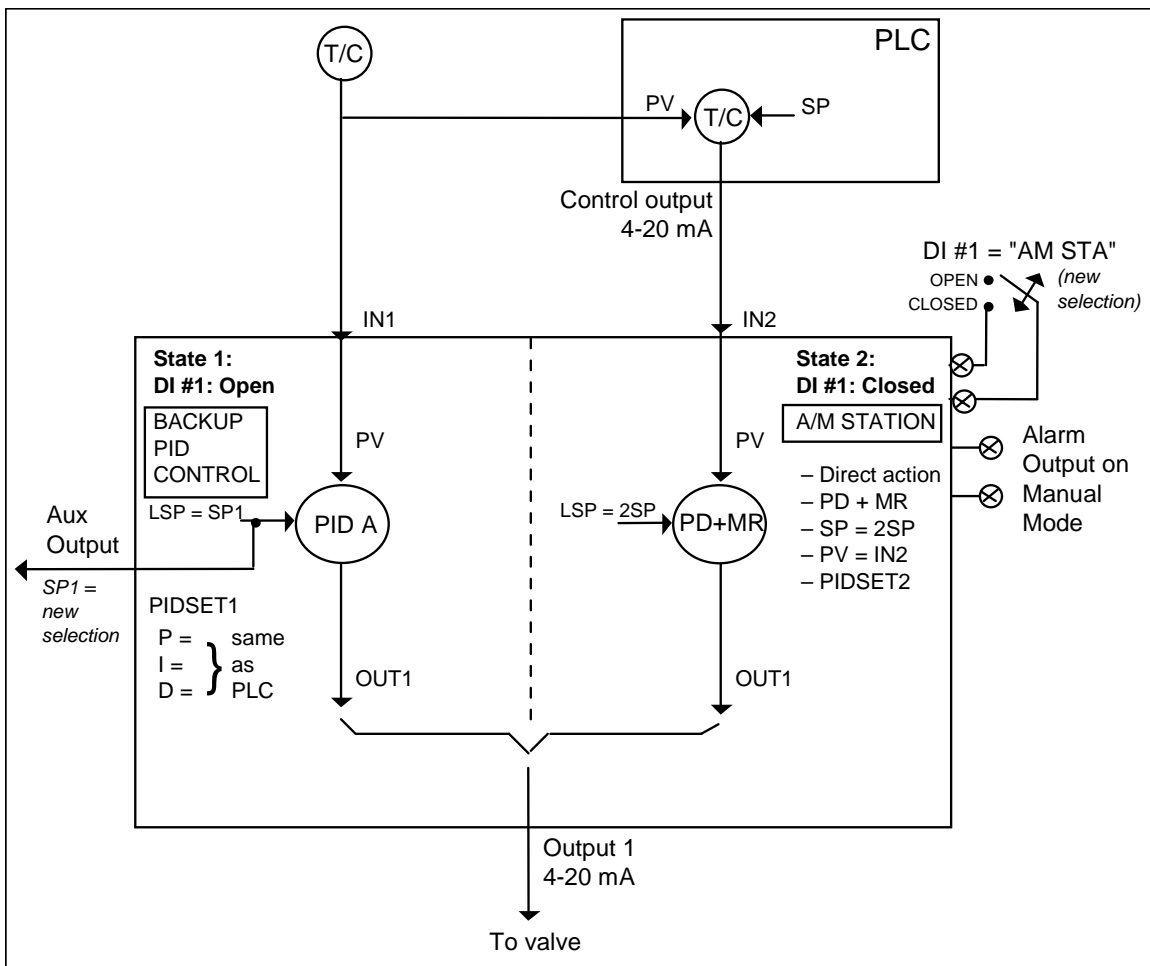 T/C
PLC
PV
T/C
SP
Control output
4-20 mA
DI #1 = "AM STA"
OPEN
CLOSED
(new
selection)
IN1
IN2
State 1:
DI #1: Open
BACKUP
PID
CONTROL
PV
LSP = SP1
PID A
Aux
Output
SP1 =
new
selection
PIDSET1
P =
I =
D =
}
same
as
PLC
OUT1
State 2:
DI #1: Closed
A/M STATION
PV
LSP = 2SP
PD+MR
– Direct action
– PD + MR
– SP = 2SP
– PV = IN2
– PIDSET2
OUT1
Alarm
Output on
Manual
Mode
Output 1
4-20 mA
To valve